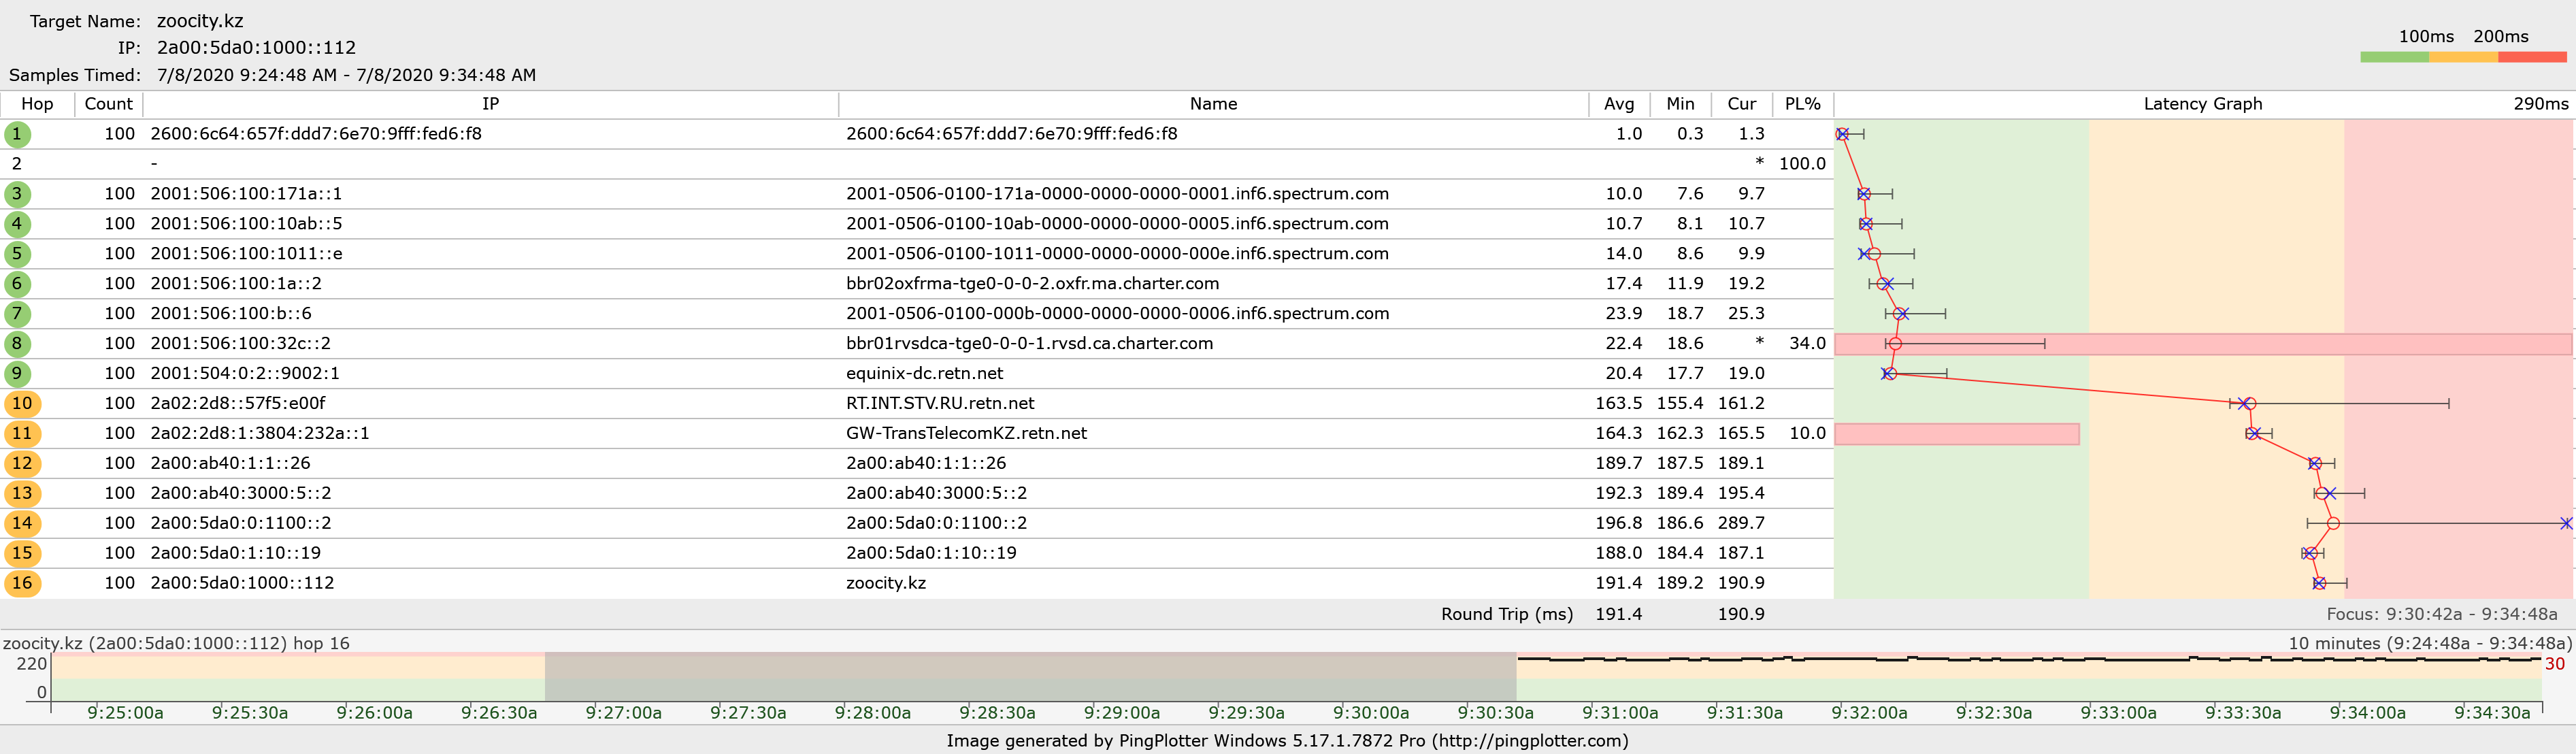 Target Name: zoocity.kz
IP: 2a00:5da0:1000::112
Samples Timed: 7/8/2020 9:24:48 AM - 7/8/2020 9:34:48 AM
100ms 200ms
Hop Count IP Name Avg Min Cur PL% Latency Graph 290ms
1 100 2600:6c64:657f:ddd7:6e70:9fff:fed6:f8 2600:6c64:657f:ddd7:6e70:9fff:fed6:f8 1.0 0.3 1.3
2 - * 100.0
3 100 2001:506:100:171a::1 2001-0506-0100-171a-0000-0000-0000-0001.inf6.spectrum.com 10.0 7.6 9.7
4 100 2001:506:100:10ab::5 2001-0506-0100-10ab-0000-0000-0000-0005.inf6.spectrum.com 10.7 8.1 10.7
5 100 2001:506:100:1011::e 2001-0506-0100-1011-0000-0000-0000-000e.inf6.spectrum.com 14.0 8.6 9.9
6 100 2001:506:100:1a::2 bbr02oxfrma-tge0-0-0-2.oxfr.ma.charter.com 17.4 11.9 19.2
7 100 2001:506:100:b::6 2001-0506-0100-000b-0000-0000-0000-0006.inf6.spectrum.com 23.9 18.7 25.3
8 100 2001:506:100:32c::2 bbr01rvsdca-tge0-0-0-1.rvsd.ca.charter.com 22.4 18.6 * 34.0
9 100 2001:504:0:2::9002:1 equinix-dc.retn.net 20.4 17.7 19.0
10 100 2a02:2d8::57f5:e00f RT.INT.STV.RU.retn.net 163.5 155.4 161.2
11 100 2a02:2d8:1:3804:232a::1 GW-TransTelecomKZ.retn.net 164.3 162.3 165.5 10.0
12 100 2a00:ab40:1:1::26 2a00:ab40:1:1::26 189.7 187.5 189.1
13 100 2a00:ab40:3000:5::2 2a00:ab40:3000:5::2 192.3 189.4 195.4
14 100 2a00:5da0:0:1100::2 2a00:5da0:0:1100::2 196.8 186.6 289.7
15 100 2a00:5da0:1:10::19 2a00:5da0:1:10::19 188.0 184.4 187.1
16 100 2a00:5da0:1000::112 zoocity.kz 191.4 189.2 190.9
Round Trip (ms) 191.4 190.9 Focus: 9:30:42a - 9:34:48a
zoocity.kz (2a00:5da0:1000::112) hop 16 10 minutes (9:24:48a - 9:34:48a)
220 30
0
9:25:00a 9:25:30a 9:26:00a 9:26:30a 9:27:00a 9:27:30a 9:28:00a 9:28:30a 9:29:00a 9:29:30a 9:30:00a 9:30:30a 9:31:00a 9:31:30a 9:32:00a 9:32:30a 9:33:00a 9:33:30a 9:34:00a 9:34:30a
Image generated by PingPlotter Windows 5.17.1.7872 Pro (http://pingplotter.com)